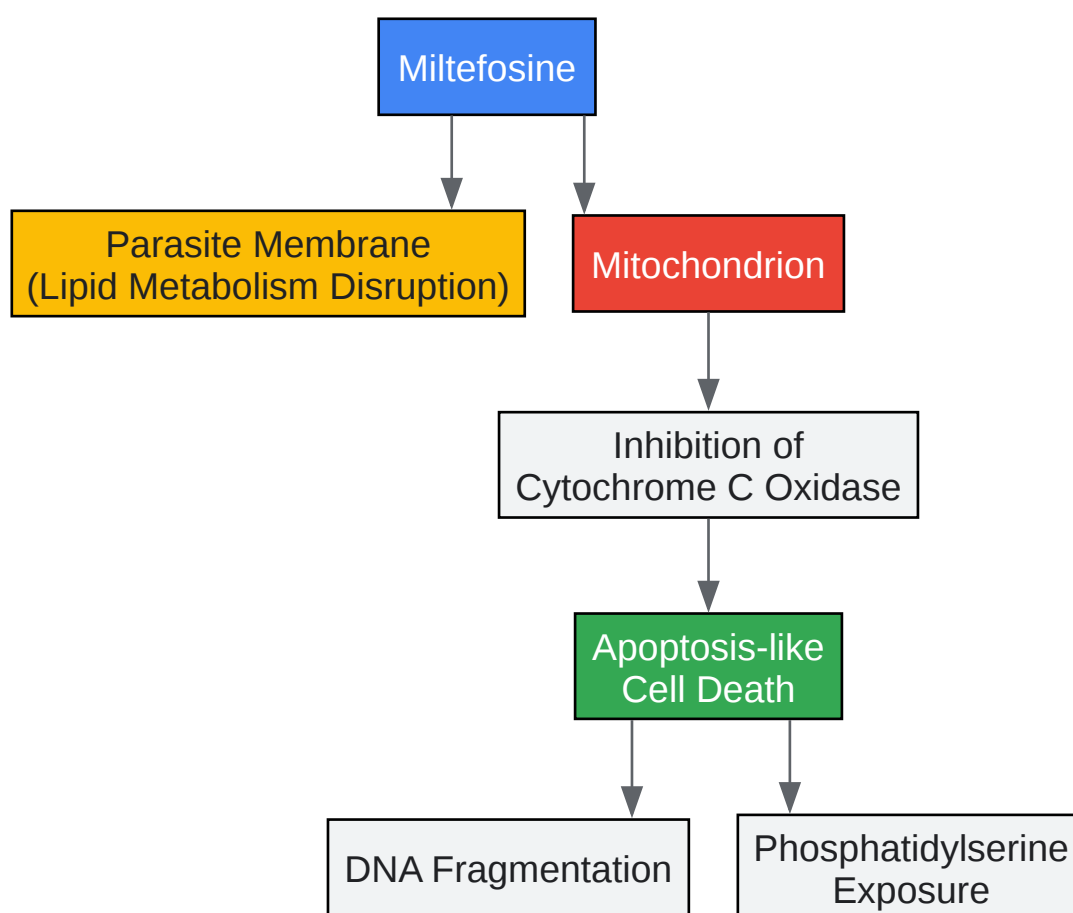 Miltefosine
Parasite Membrane
(Lipid Metabolism Disruption)
Mitochondrion
Inhibition of
Cytochrome C Oxidase
Apoptosis-like
Cell Death
DNA Fragmentation
Phosphatidylserine
Exposure